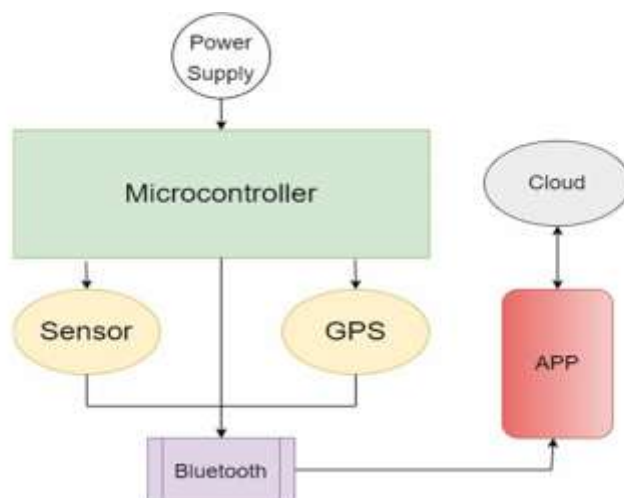 Power
Supply
Microcontroller
Cloud
Sensor
GPS
APP
Bluetooth